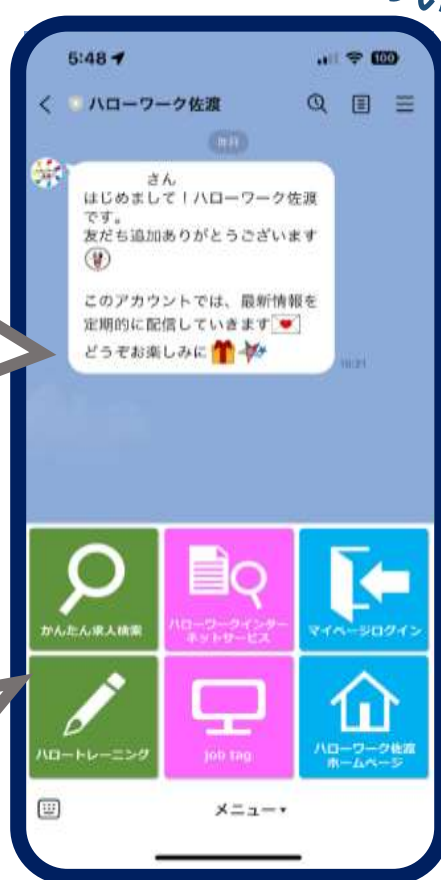 5:48
100
ハローワーク佐渡
さん
はじめまして！ハローワーク佐渡
です。
友だち追加ありがとうございます
このアカウントでは、最新情報を
定期的に配信していきます
どうぞお楽しみに
かんたん求人検索
ハローワークインター
ネットサービス
マイページログイン
ハロートレーニング
job tag
ハローワーク佐渡
ホームページ
メニュー▾